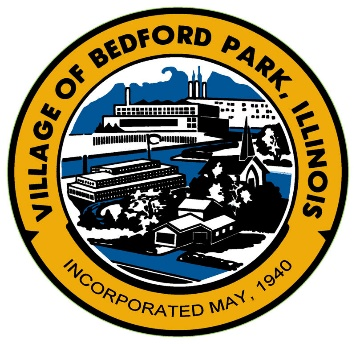 VILLAGE OF BEDFORD PARK, ILLINOIS
INCORPORATED MAY, 1940